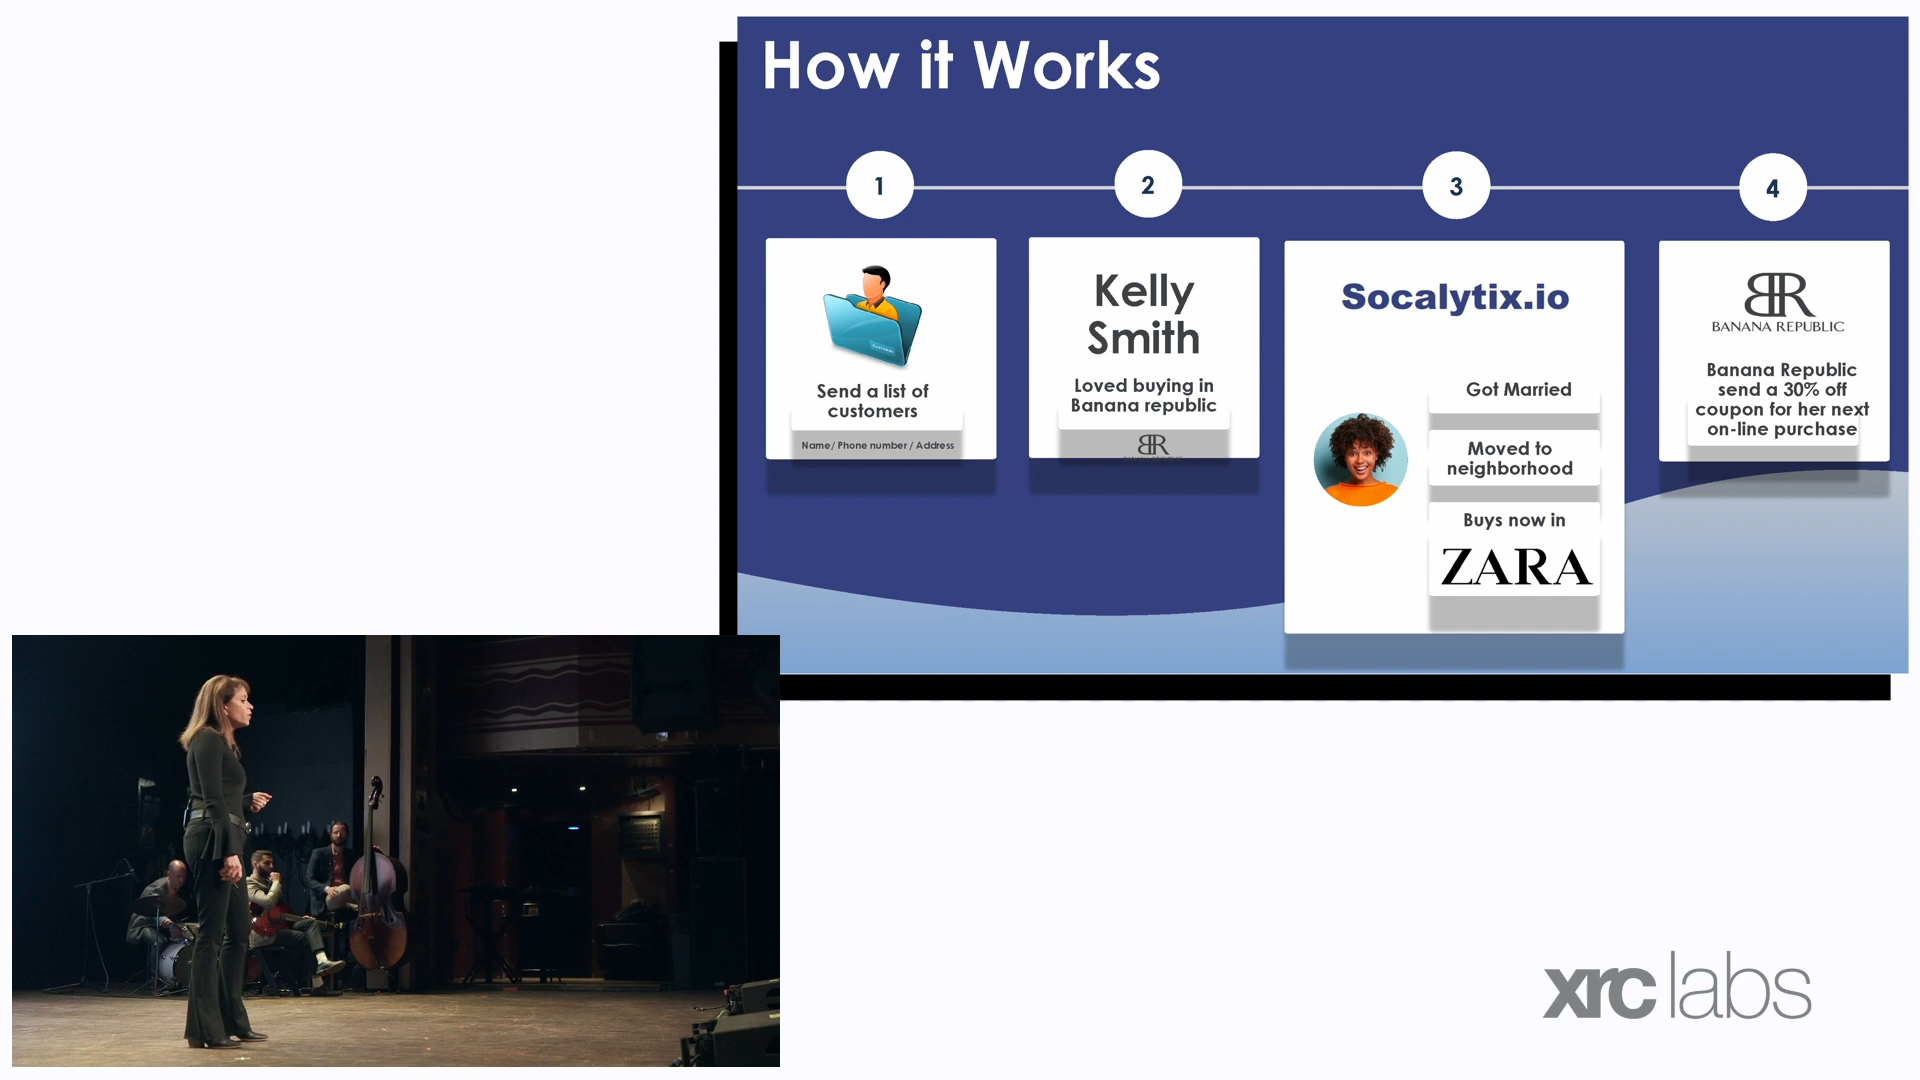 How it Works
1
2
3
4
Send a list of
customers
Name/ Phone number / Address
Kelly
Smith
Loved buying in
Banana republic
BR
Socalytix.io
Got Married
Moved to
neighborhood
Buys now in
ZARA
BR
BANANA REPUBLIC
Banana Republic
send a 30% off
coupon for her next
on-line purchase
xrc labs